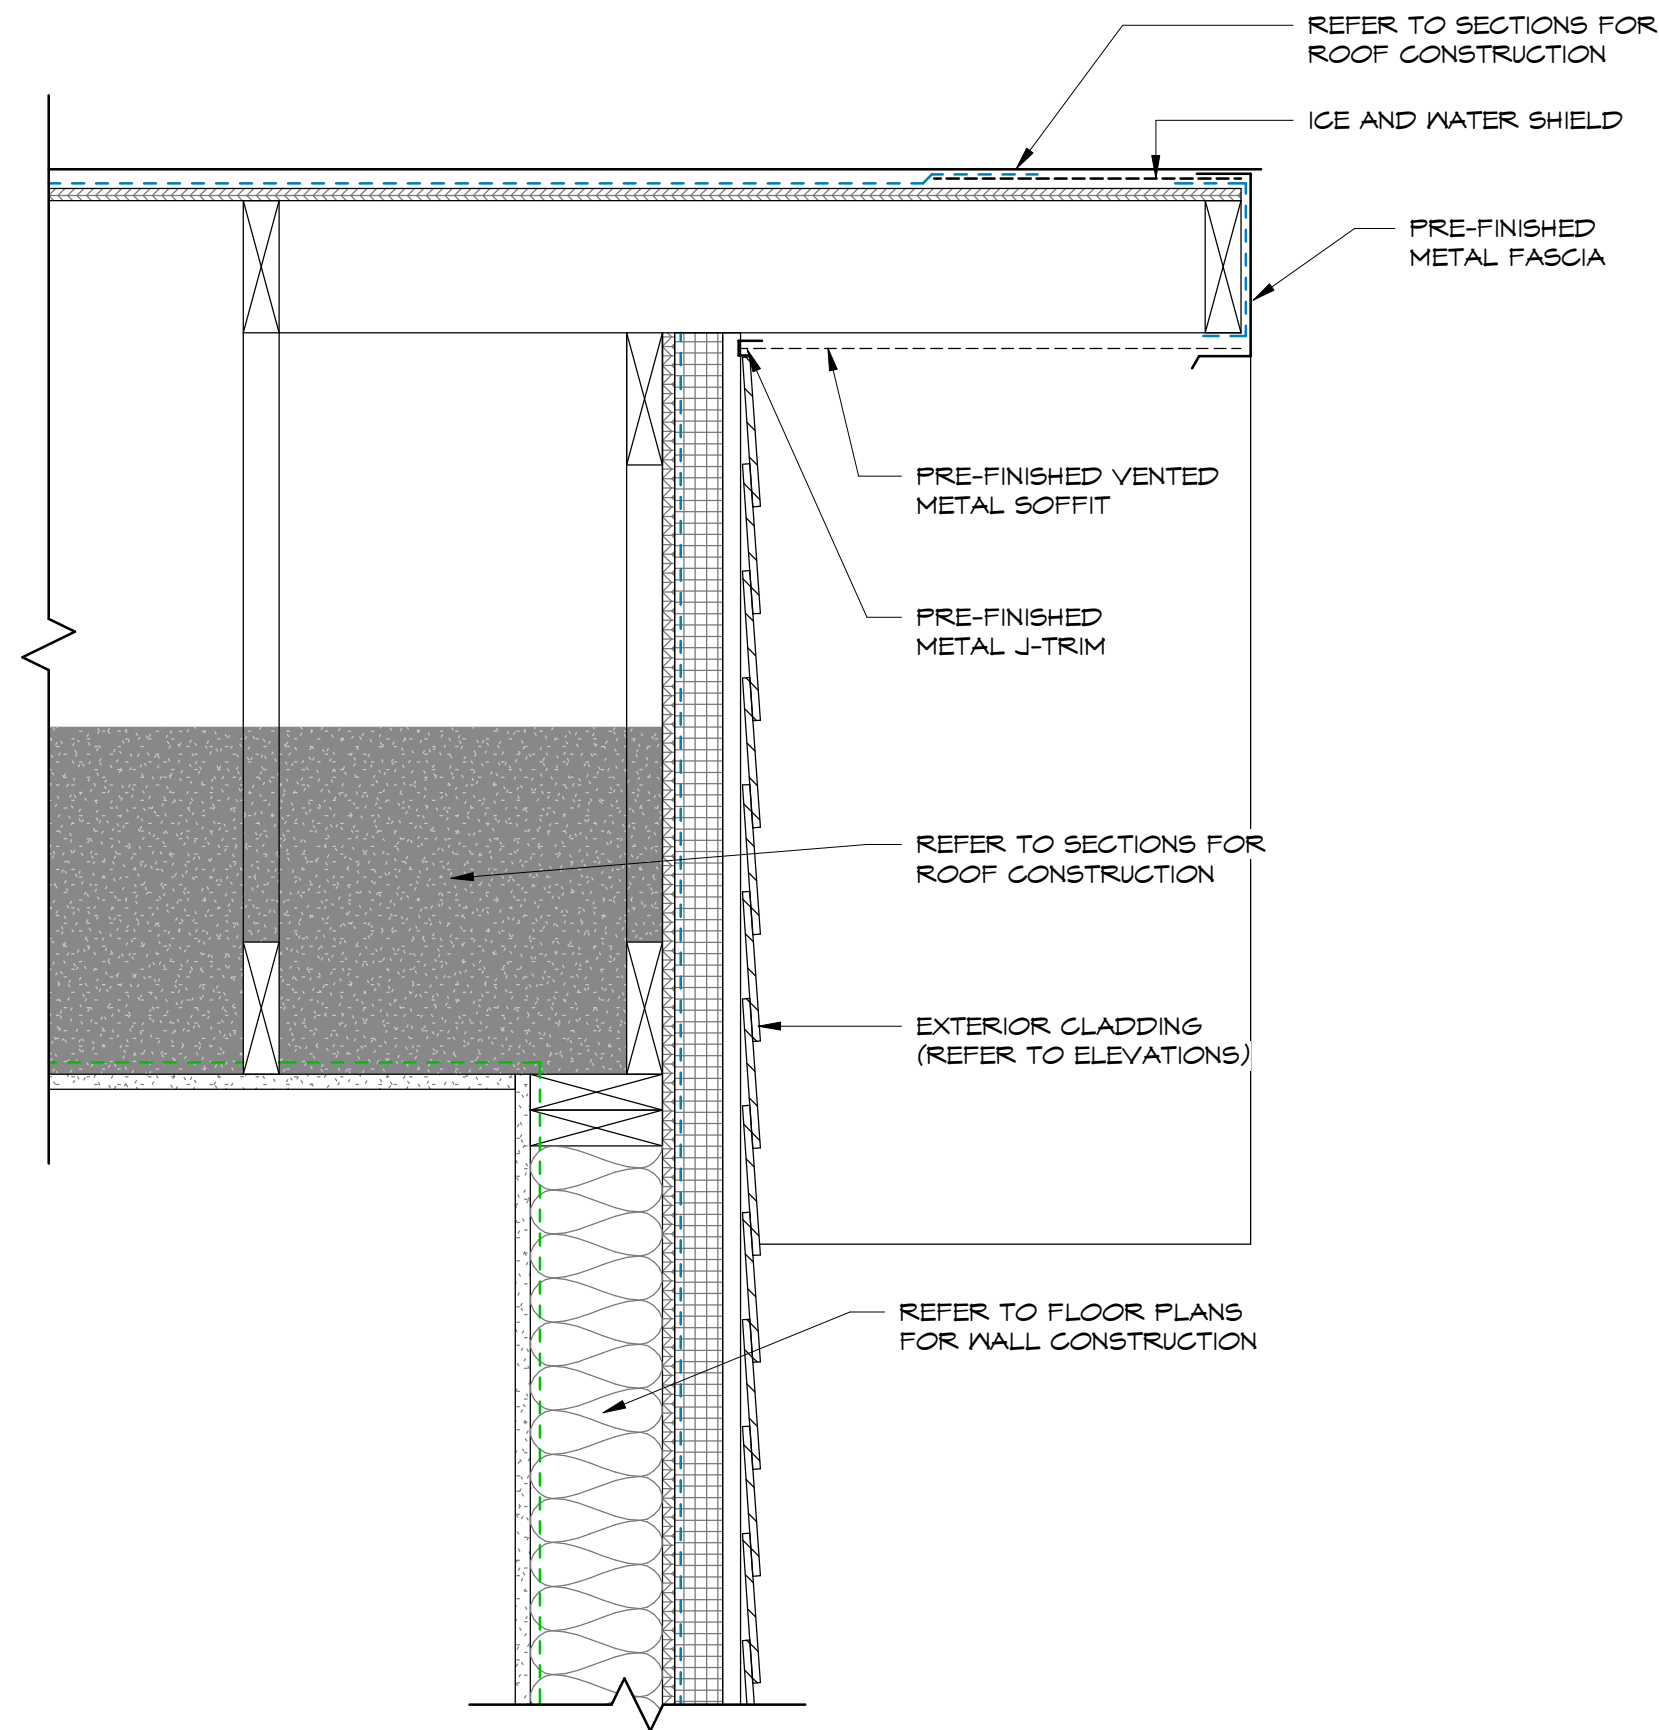 REFER TO SECTIONS FOR
ROOF CONSTRUCTION
ICE AND WATER SHIELD
PRE-FINISHED
METAL FASCIA
PRE-FINISHED VENTED
METAL SOFFIT
PRE-FINISHED
METAL J-TRIM
REFER TO SECTIONS FOR
ROOF CONSTRUCTION
EXTERIOR CLADDING
(REFER TO ELEVATIONS)
REFER TO FLOOR PLANS
FOR WALL CONSTRUCTION